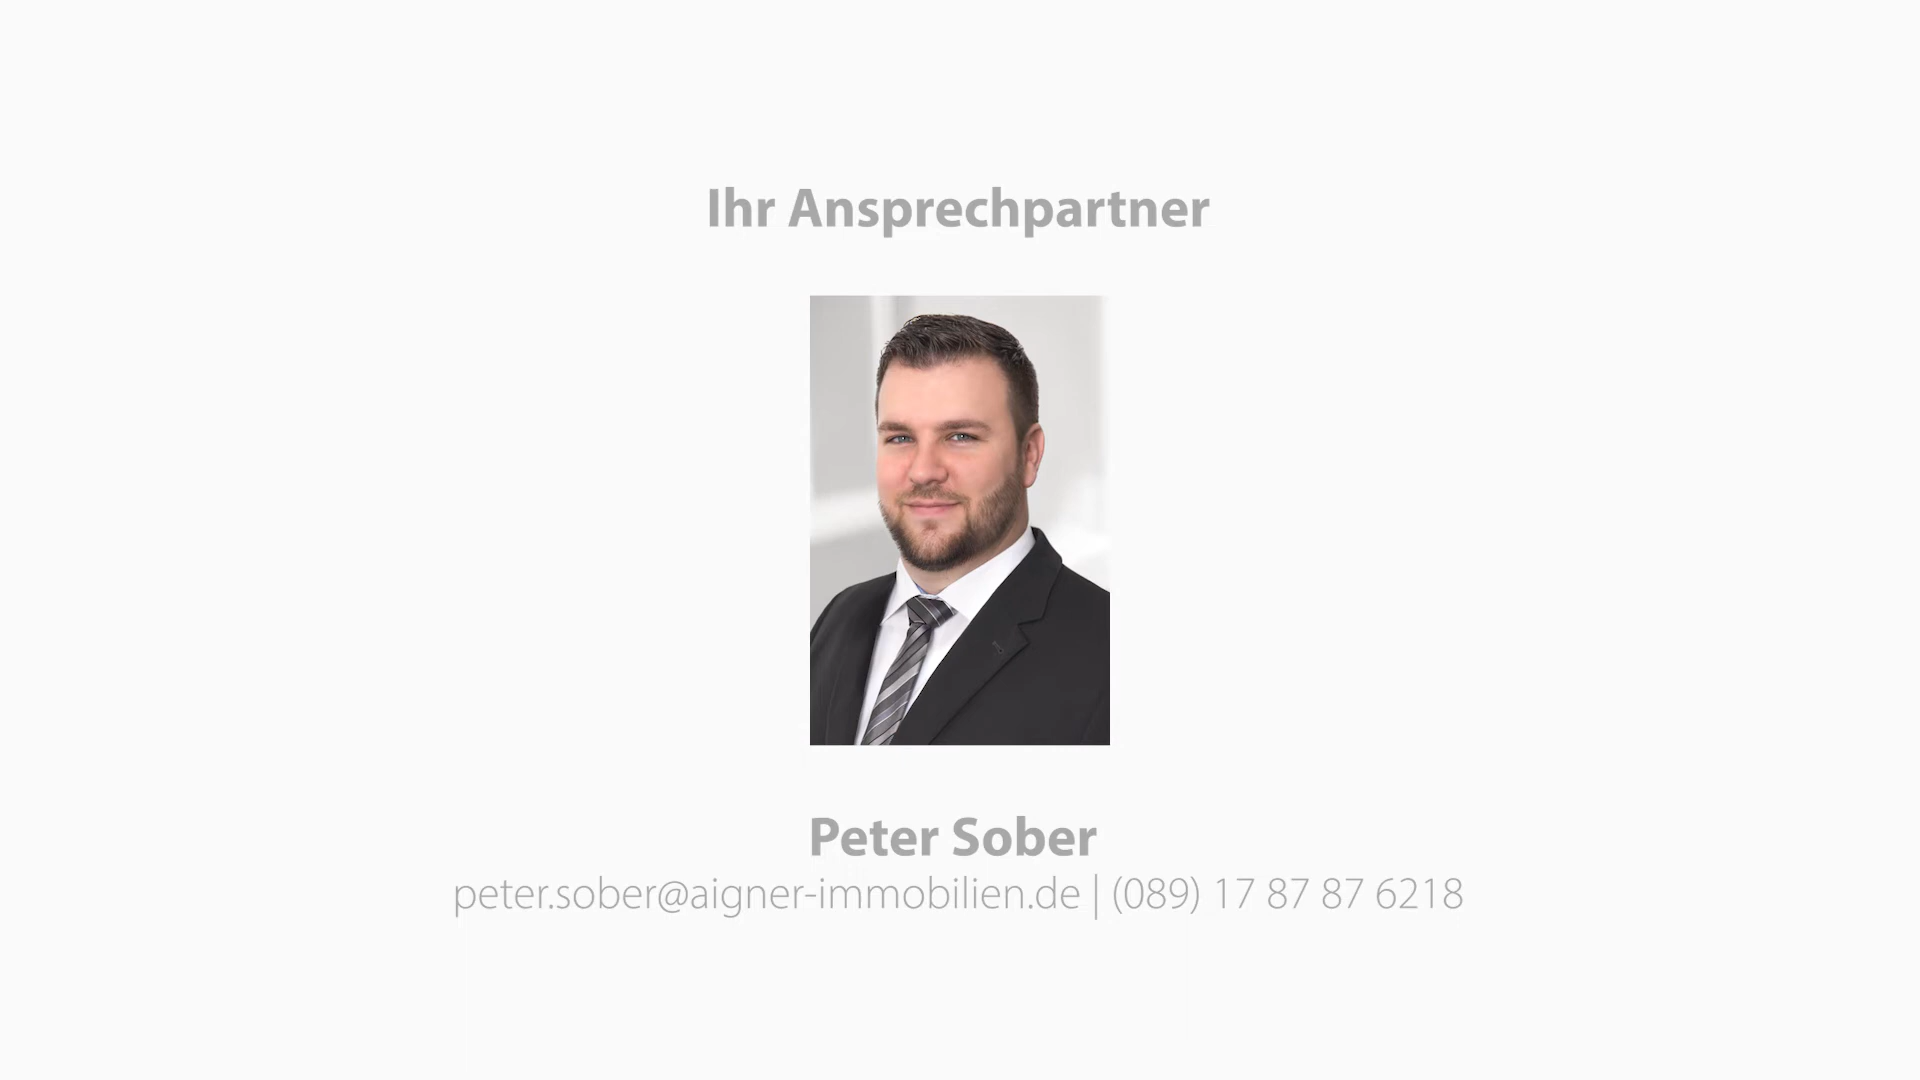 Ihr Ansprechpartner
Peter Sober
peter.sober@aigner-immobilien.de | (089) 17 87 87 6218